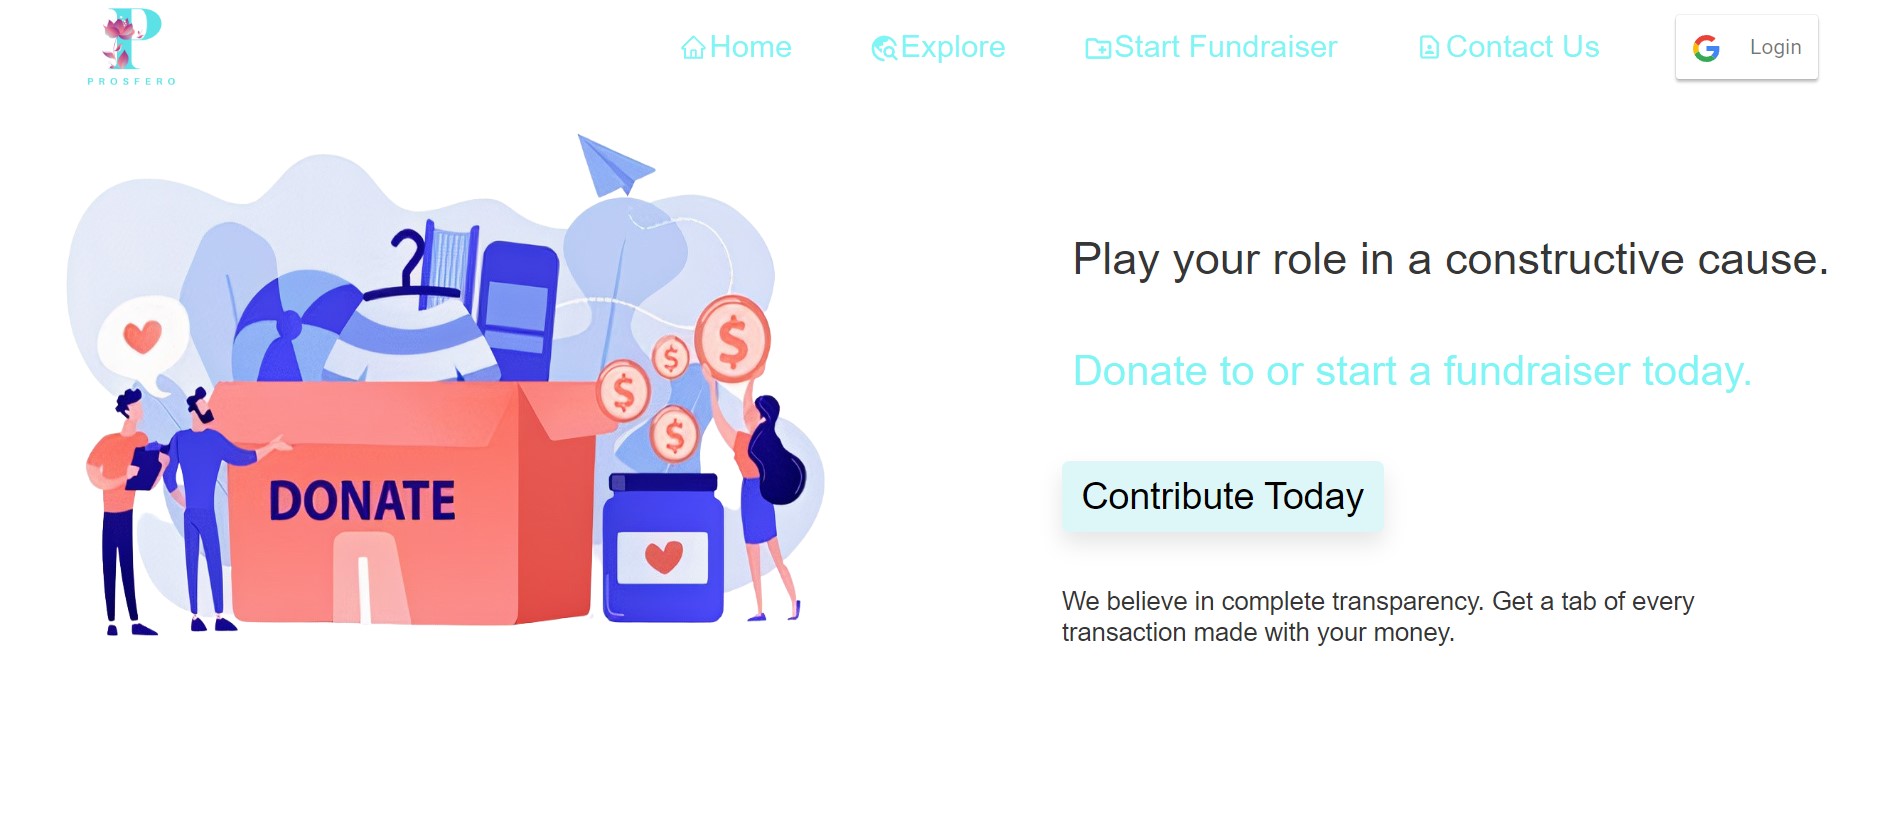 PROSFERO
Home
Explore
Start Fundraiser
Contact Us
Login
Play your role in a constructive cause.
Donate to or start a fundraiser today.
DONATE
$
$
$
$
Contribute Today
We believe in complete transparency. Get a tab of every
transaction made with your money.